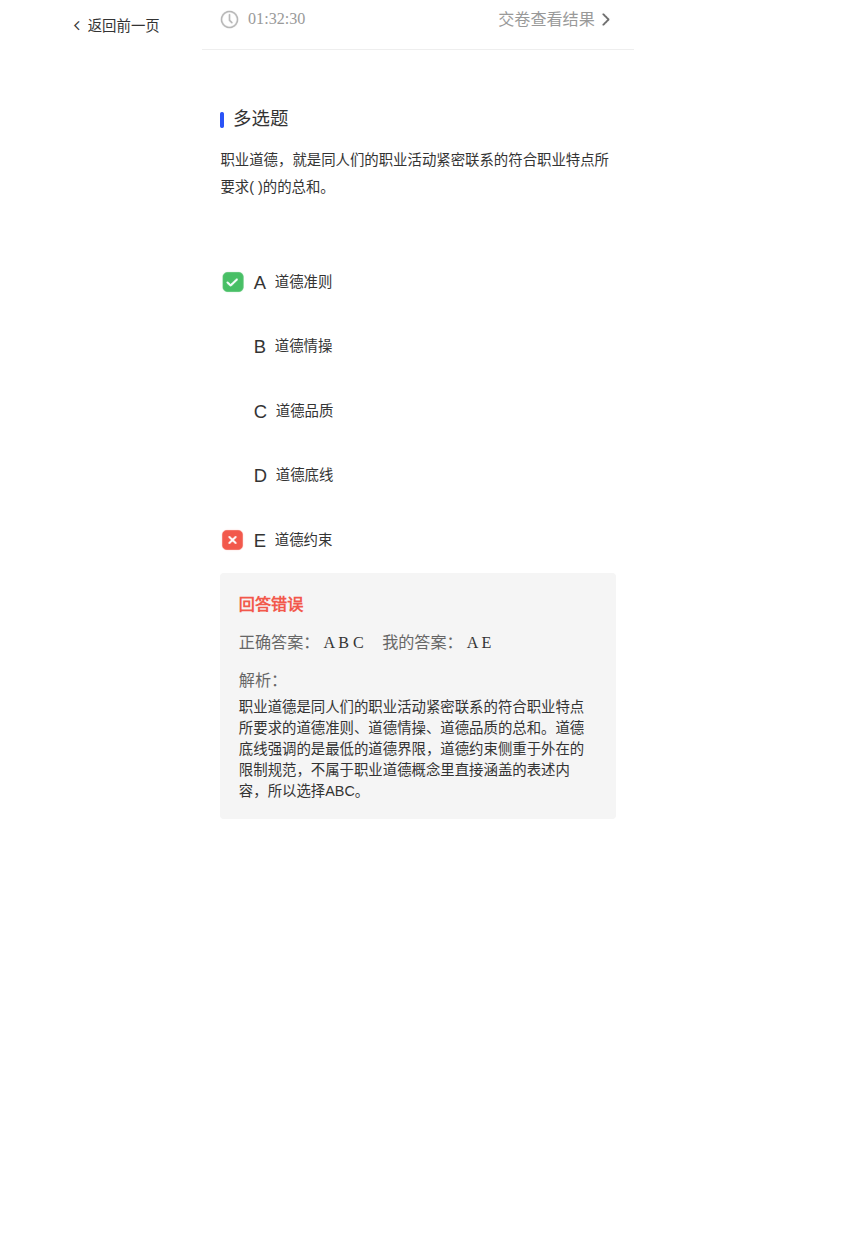 返回前一页
01:32:30 交卷查看结果
多选题
职业道德，就是同人们的职业活动紧密联系的符合职业特点所
要求( )的的总和。
A 道德准则
B 道德情操
C 道德品质
D 道德底线
E 道德约束
回答错误
正确答案： A B C 我的答案： A E
解析：
职业道德是同人们的职业活动紧密联系的符合职业特点
所要求的道德准则、道德情操、道德品质的总和。道德
底线强调的是最低的道德界限，道德约束侧重于外在的
限制规范，不属于职业道德概念里直接涵盖的表述内
容，所以选择ABC。